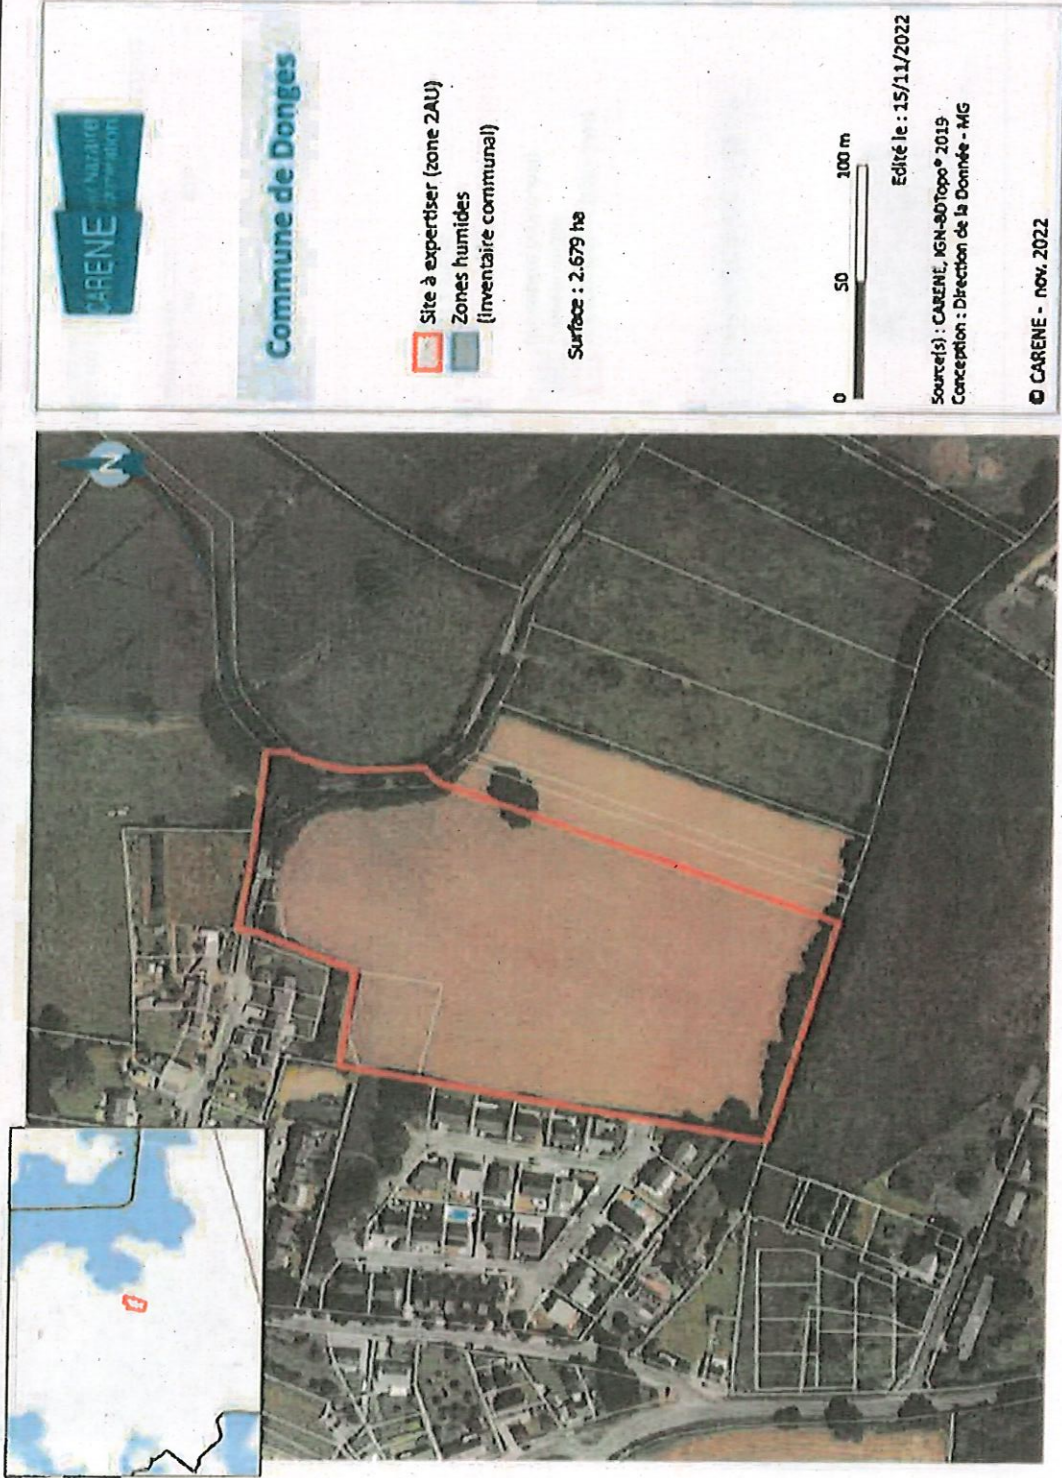 CARENE
Commune de Donges
Site à expertiser (zone 2AU)
Zones humides
(inventaire communal)
Surface : 2.679 ha
0 50 100 m
Edité le : 15/11/2022
Source(s) : CARENE, IGN-BDTopo® 2019
Conception : Direction de la Donnée - MG
© CARENE - nov. 2022
N